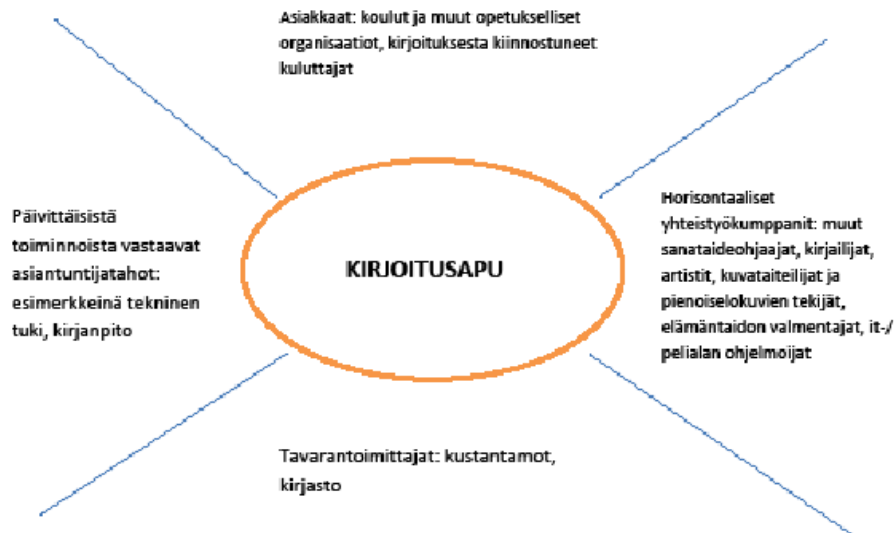 Asiakkaat: koulut ja muut opetukselliset
organisaatiot, kirjoituksesta kiinnostuneet
kuluttajat
Päivittäisistä
toiminnoista vastaavat
asiantuntijatahot:
esimerkkeinä tekninen
tuki, kirjanpito
KIRJOITUSAPU
Horisontaaliset
yhteistyökumppanit: muut
sanataideohjaajat, kirjailijat,
artistit, kuvataiteilijat ja
pienoiselokuvien tekijät,
elämäntaidon valmentajat, it-/
pelialan ohjelmoijat
Tavarantoimittajat: kustantamot,
kirjasto